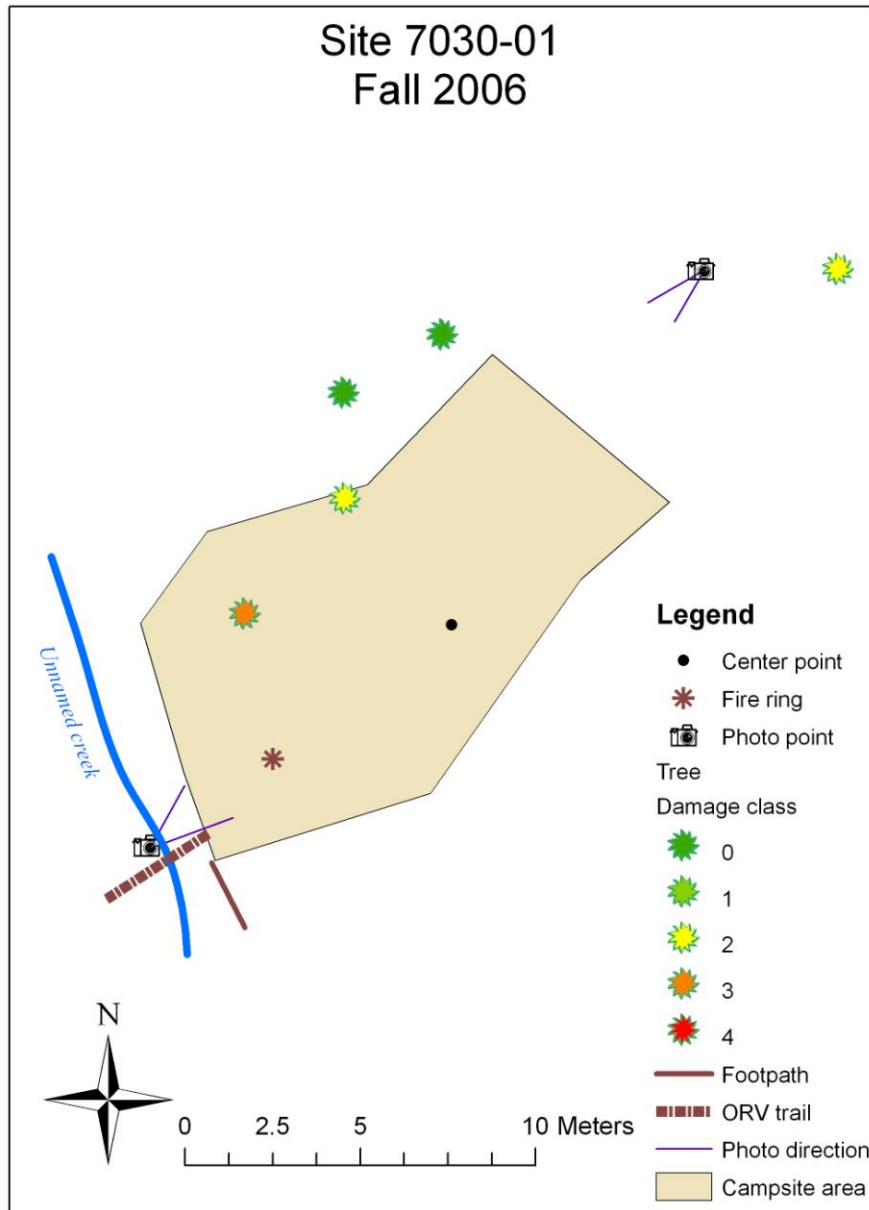 Site 7030-01
Fall 2006
Unnamed creek
Legend
Center point
Fire ring
Photo point
Tree
Damage class
0
1
2
3
4
Footpath
ORV trail
Photo direction
Campsite area
N
0 2.5 5 10 Meters